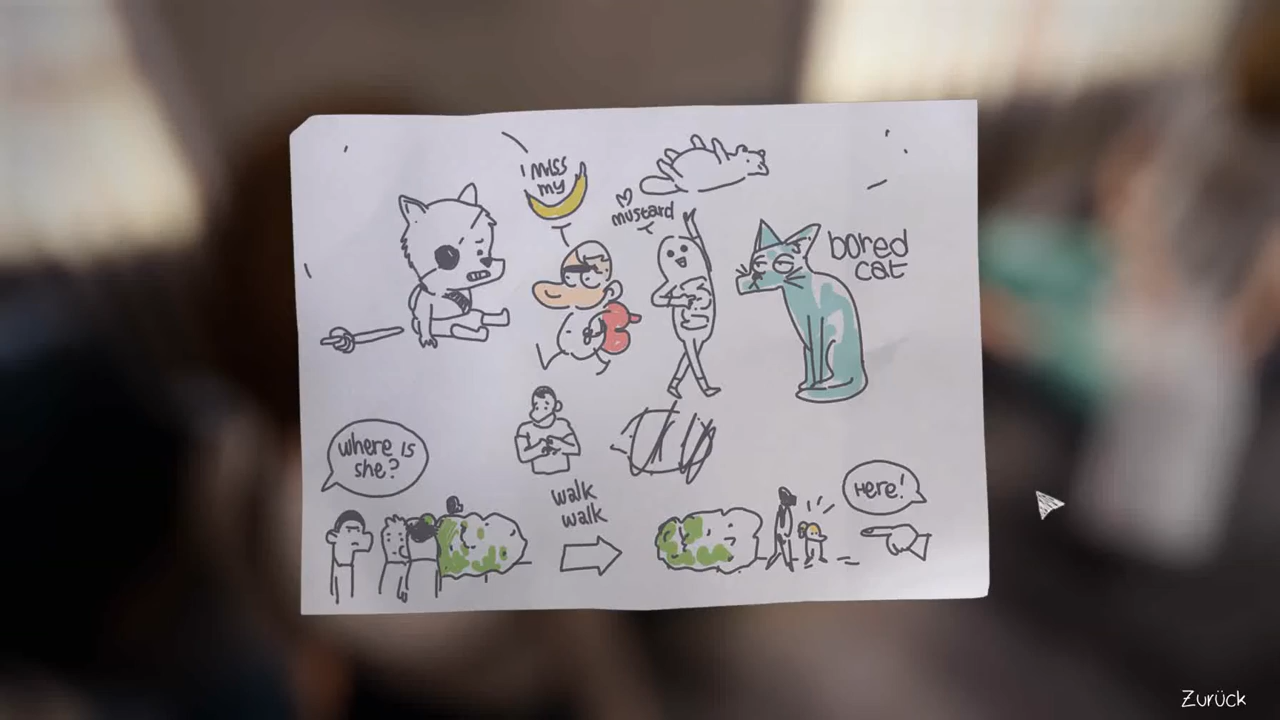 I miss
my
mustard
bored
cat
where is
she?
walk
walk
Here!
Zurück